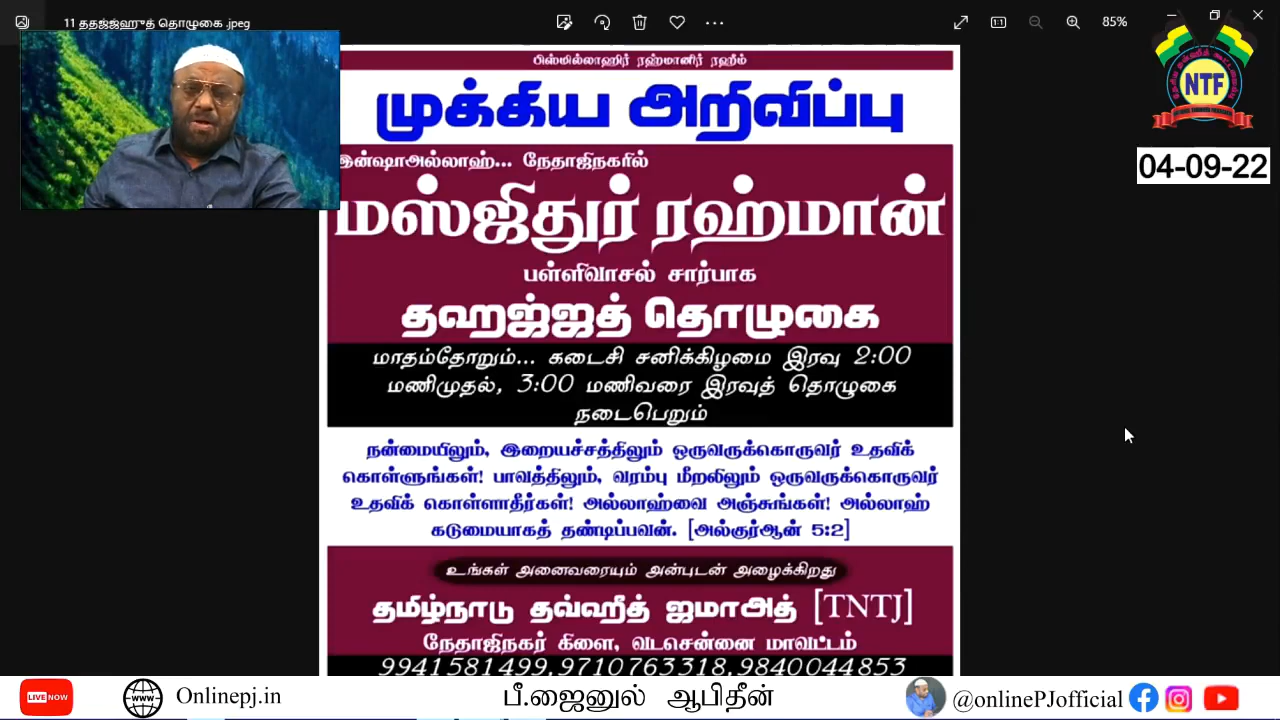 11 ததஜ்ஜஹுத் தொழுகை .jpeg
85%
பிஸ்மில்லாஹிர் ரஹ்மானிர் ரஹீம்
முக்கிய அறிவிப்பு
NTF
04-09-22
இன்ஷாஅல்லாஹ்... நேதாஜிநகரில்
மஸ்ஜிதுர் ரஹ்மான்
பள்ளிவாசல் சார்பாக
தஹஜ்ஜத் தொழுகை
மாதம்தோறும்... கடைசி சனிக்கிழமை இரவு 2:00
மணிமுதல், 3:00 மணிவரை இரவுத் தொழுகை
நடைபெறும்
நன்மையிலும், இறையச்சத்திலும் ஒருவருக்கொருவர் உதவிக்
கொள்ளுங்கள்! பாவத்திலும், வரம்பு மீறலிலும் ஒருவருக்கொருவர்
உதவிக் கொள்ளாதீர்கள்! அல்லாஹ்வை அஞ்சுங்கள்! அல்லாஹ்
கடுமையாகத் தண்டிப்பவன். [அல்குர்ஆன் 5:2]
உங்கள் அனைவரையும் அன்புடன் அழைக்கிறது
தமிழ்நாடு தவ்ஹீத் ஜமாஅத் [TNTJ]
நேதாஜிநகர் கிளை, வடசென்னை மாவட்டம்
9941581499,9710763318,9840044853
LIVE NOW
WWW
Onlinepj.in
பீ.ஜைனுல் ஆபிதீன்
@onlinePJofficial